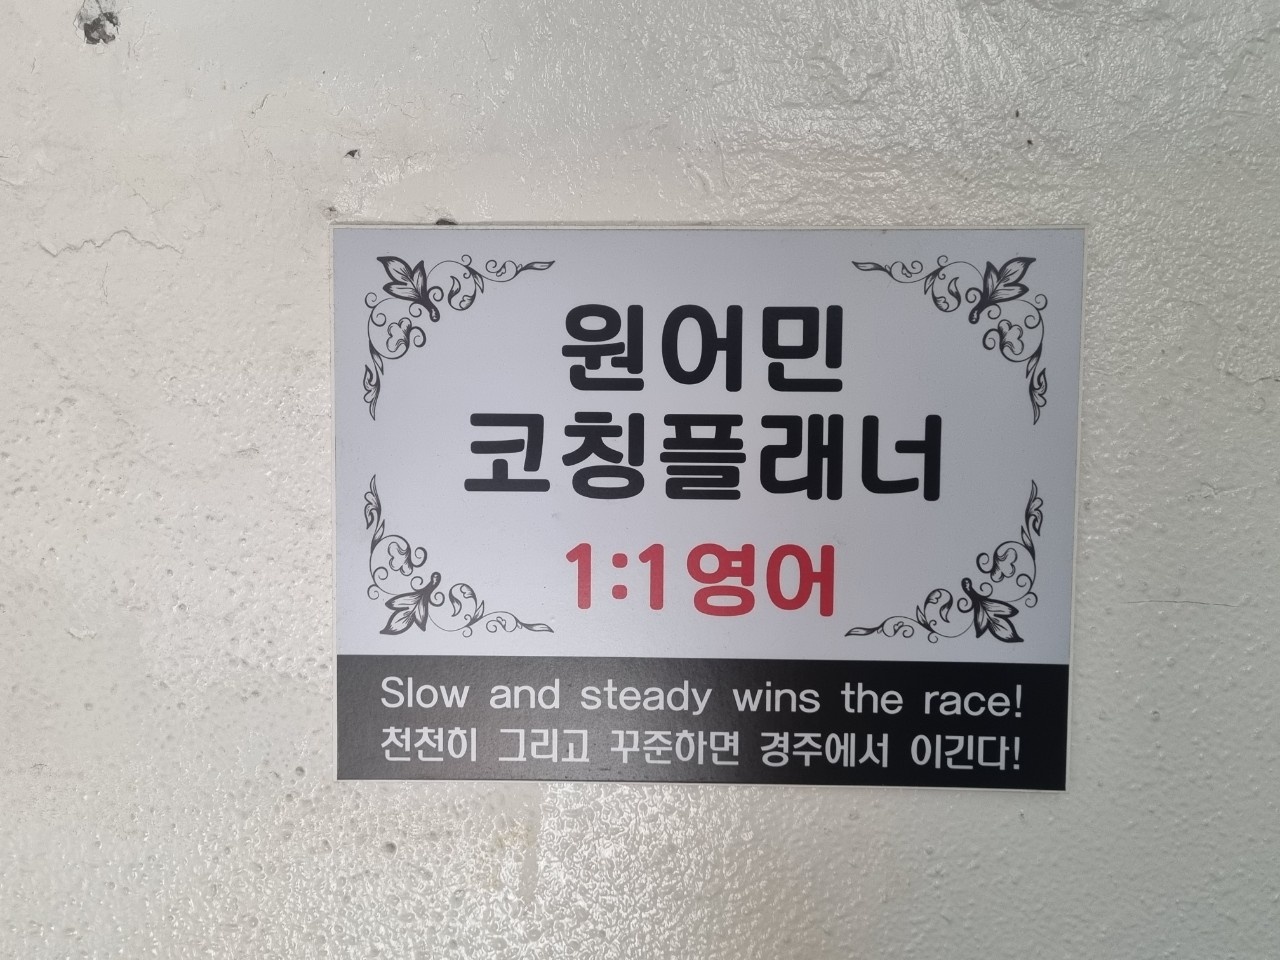 원어민
코칭플래너
1:1영어
Slow and steady wins the race!
천천히 그리고 꾸준하면 경주에서 이긴다!